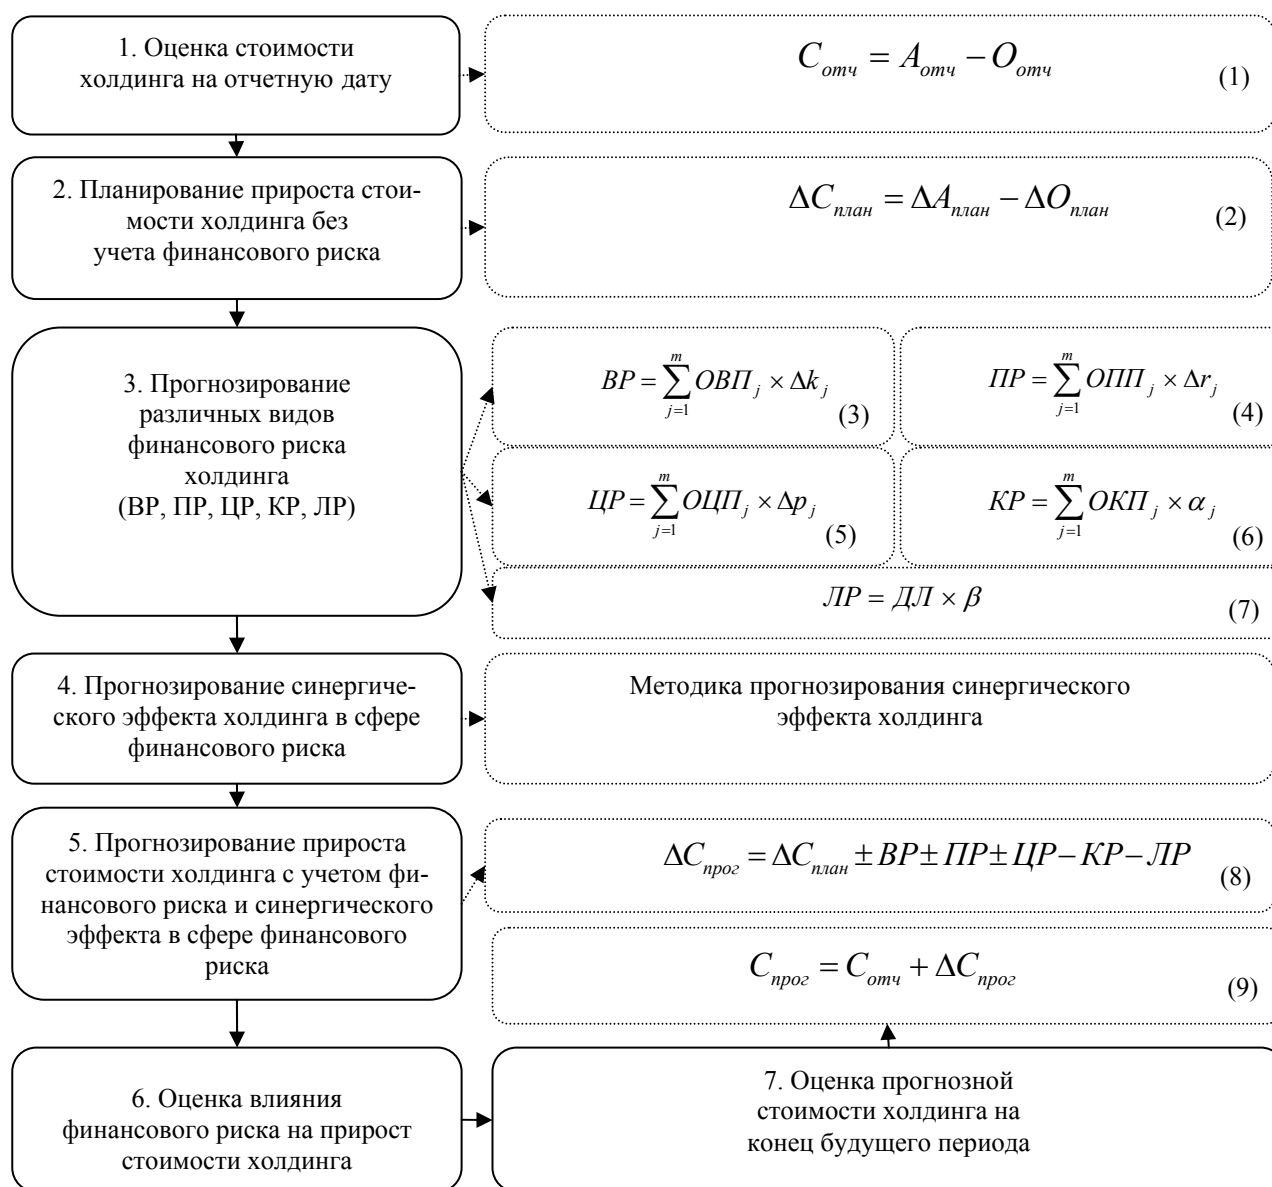 1. Оценка стоимости
холдинга на отчетную дату
C_отч = A_отч − O_отч
(1)
2. Планирование прироста стои-
мости холдинга без
учета финансового риска
ΔC_план = ΔA_план − ΔO_план
(2)
3. Прогнозирование
различных видов
финансового риска
холдинга
(ВР, ПР, ЦР, КР, ЛР)
ВР = ∑_{j=1}^{m} ОВП_j × Δk_j
(3)
ПР = ∑_{j=1}^{m} ОПП_j × Δr_j
(4)
ЦР = ∑_{j=1}^{m} ОЦП_j × Δp_j
(5)
КР = ∑_{j=1}^{m} ОКП_j × α_j
(6)
ЛР = ДЛ × β
(7)
4. Прогнозирование синергиче-
ского эффекта холдинга в сфере
финансового риска
Методика прогнозирования синергического
эффекта холдинга
5. Прогнозирование прироста
стоимости холдинга с учетом фи-
нансового риска и синергического
эффекта в сфере финансового
риска
ΔC_прог = ΔC_план ± ВР ± ПР ± ЦР − КР − ЛР
(8)
C_прог = C_отч + ΔC_прог
(9)
6. Оценка влияния
финансового риска на прирост
стоимости холдинга
7. Оценка прогнозной
стоимости холдинга на
конец будущего периода